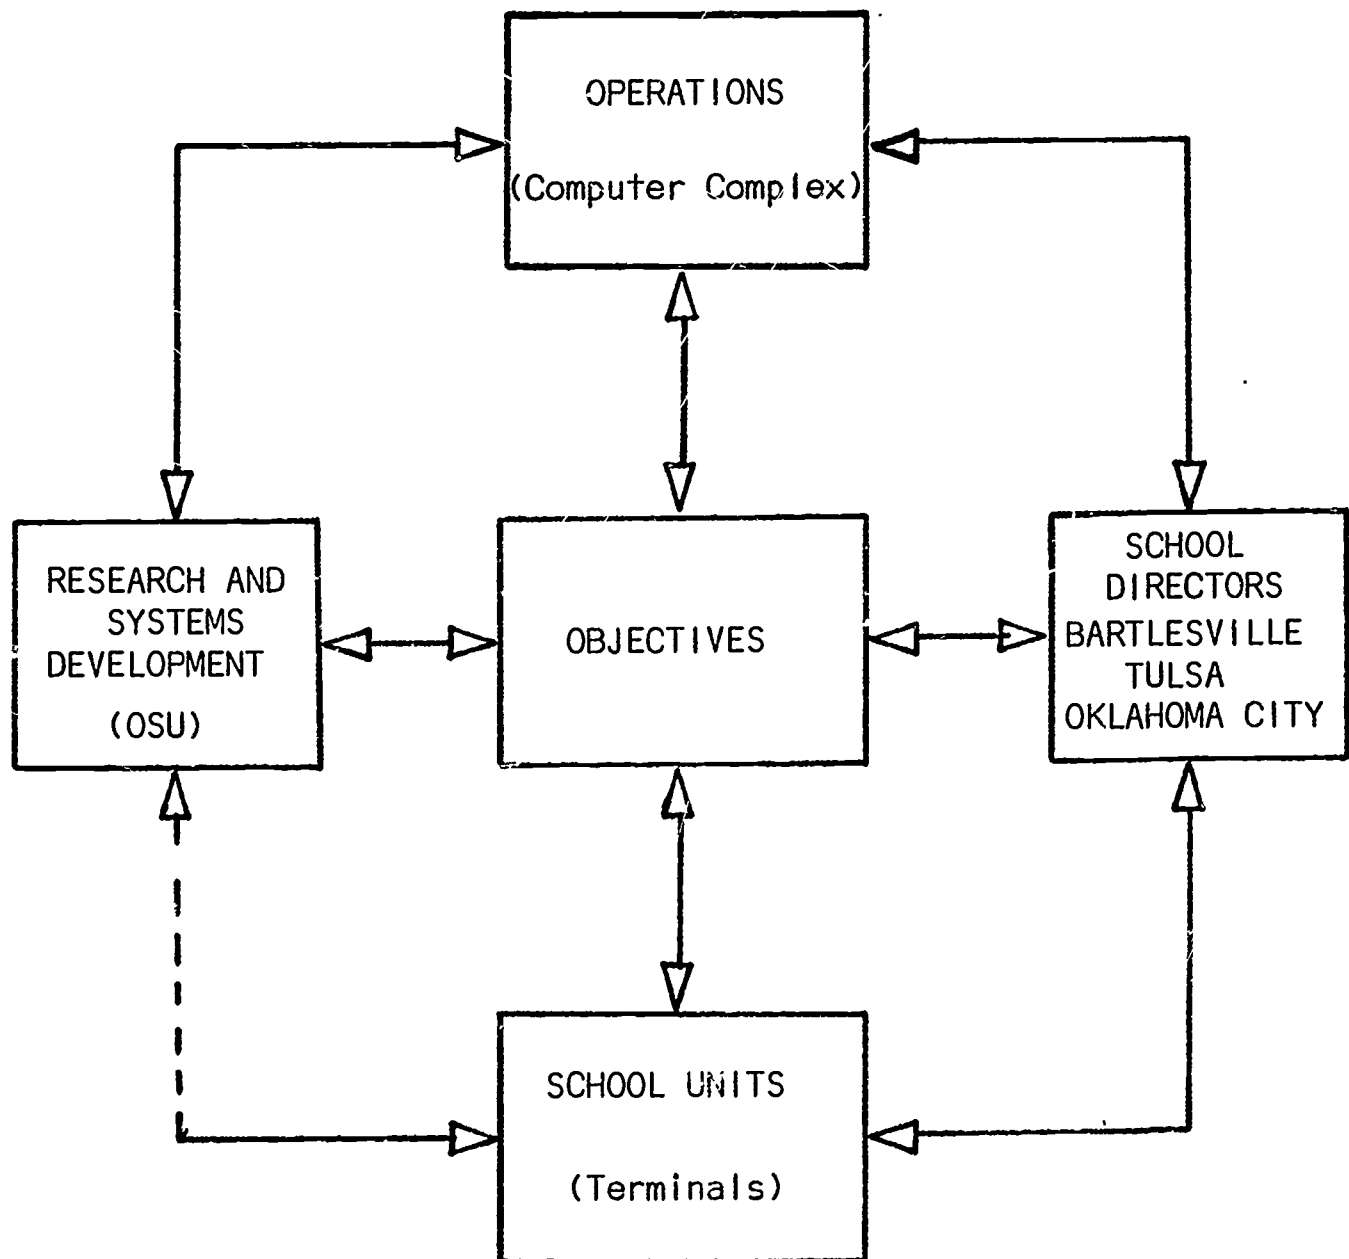 OPERATIONS
(Computer Complex)
RESEARCH AND
SYSTEMS
DEVELOPMENT
(OSU)
OBJECTIVES
SCHOOL
DIRECTORS
BARTLESVILLE
TULSA
OKLAHOMA CITY
SCHOOL UNITS
(Terminals)